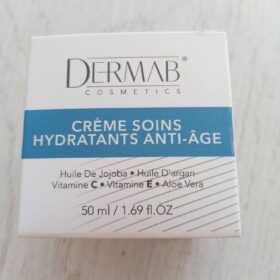 DERMAB®
COSMETICS
CRÈME SOINS
HYDRATANTS ANTI-ÂGE
Huile De Jojoba • Huile D'argan
Vitamine C • Vitamine E • Aloe Vera
50 ml / 1.69 fl.OZ